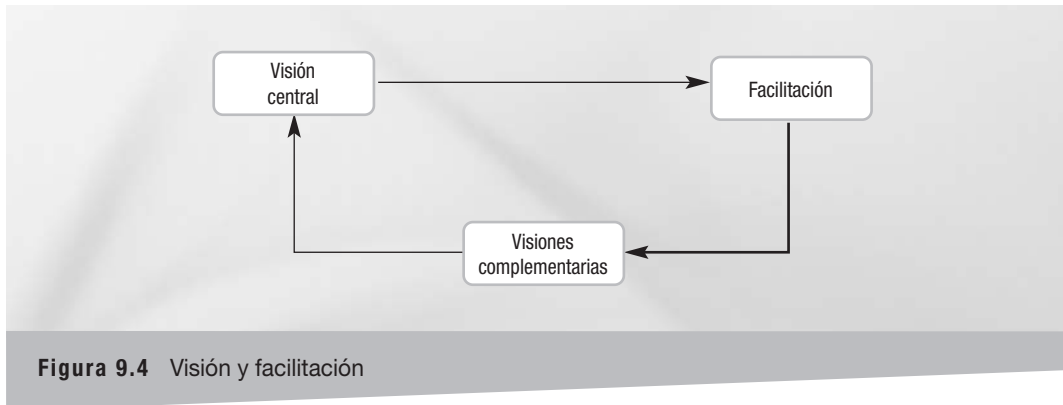 Visión
central
Facilitación
Visiones
complementarias
Figura 9.4 Visión y facilitación